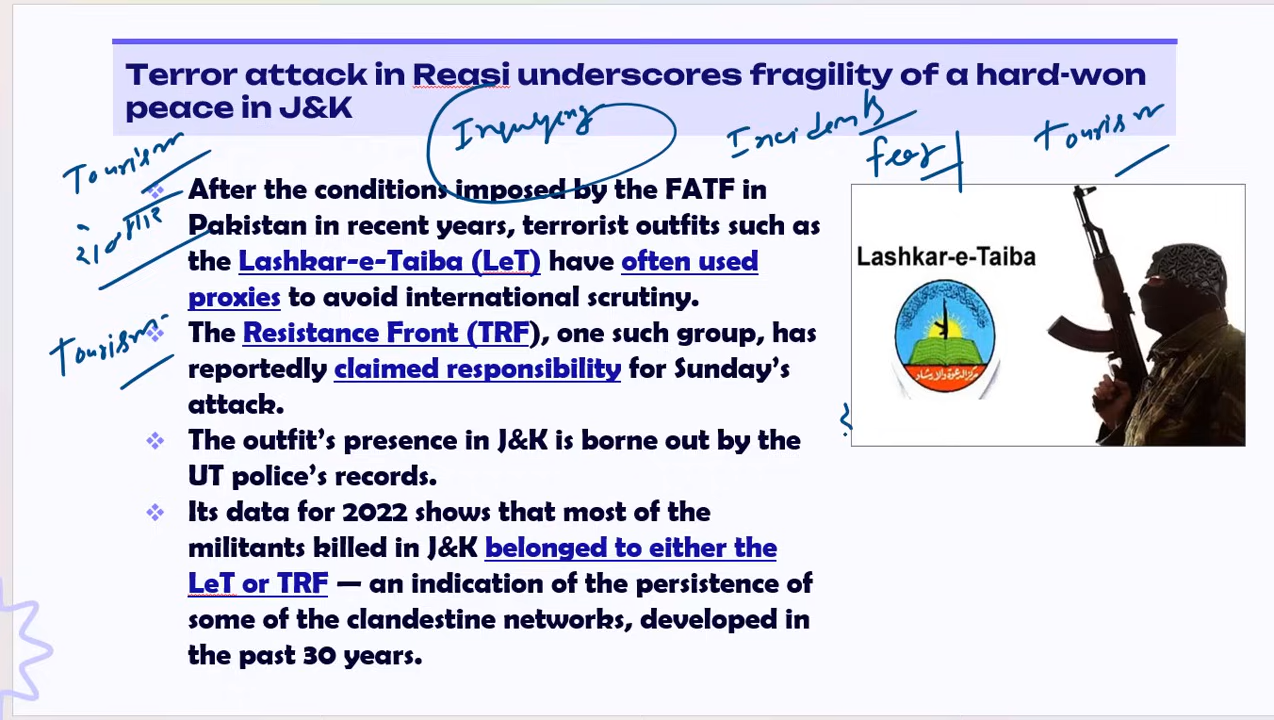 Terror attack in Reasi underscores fragility of a hard-won
peace in J&K
Incidents
fear
Tourism
Tourism
After the conditions imposed by the FATF in
Pakistan in recent years, terrorist outfits such as
the Lashkar-e-Taiba (LeT) have often used
proxies to avoid international scrutiny.
Tourism
The Resistance Front (TRF), one such group, has
reportedly claimed responsibility for Sunday's
attack.
The outfit's presence in J&K is borne out by the
UT police's records.
Its data for 2022 shows that most of the
militants killed in J&K belonged to either the
LeT or TRF — an indication of the persistence of
some of the clandestine networks, developed in
the past 30 years.
Lashkar-e-Taiba
مركز الدعوة والارشاد